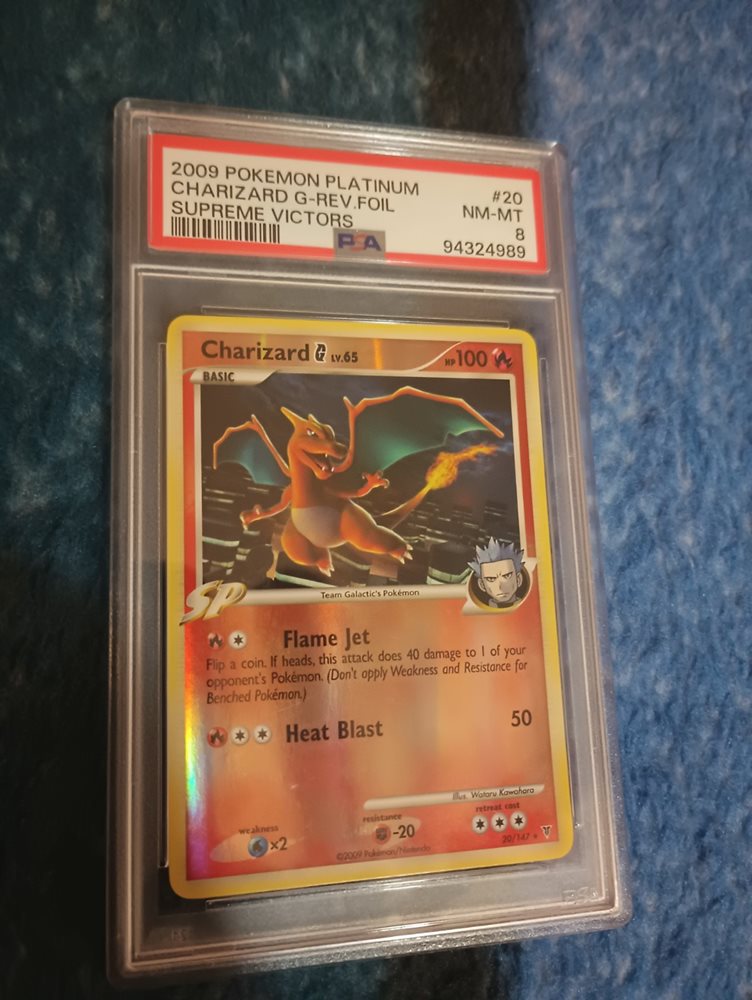 2009 POKEMON PLATINUM #20
CHARIZARD G-REV.FOIL NM-MT
SUPREME VICTORS 8
PSA 94324989
Charizard G LV.65 HP 100
BASIC
SP
Team Galactic's Pokémon
Flame Jet
Flip a coin. If heads, this attack does 40 damage to 1 of your
opponent's Pokémon. (Don't apply Weakness and Resistance for
Benched Pokémon.)
Heat Blast 50
Illus. Wataru Kawahara
weakness resistance retreat cost
×2 -20
20/147
©2009 Pokémon/Nintendo